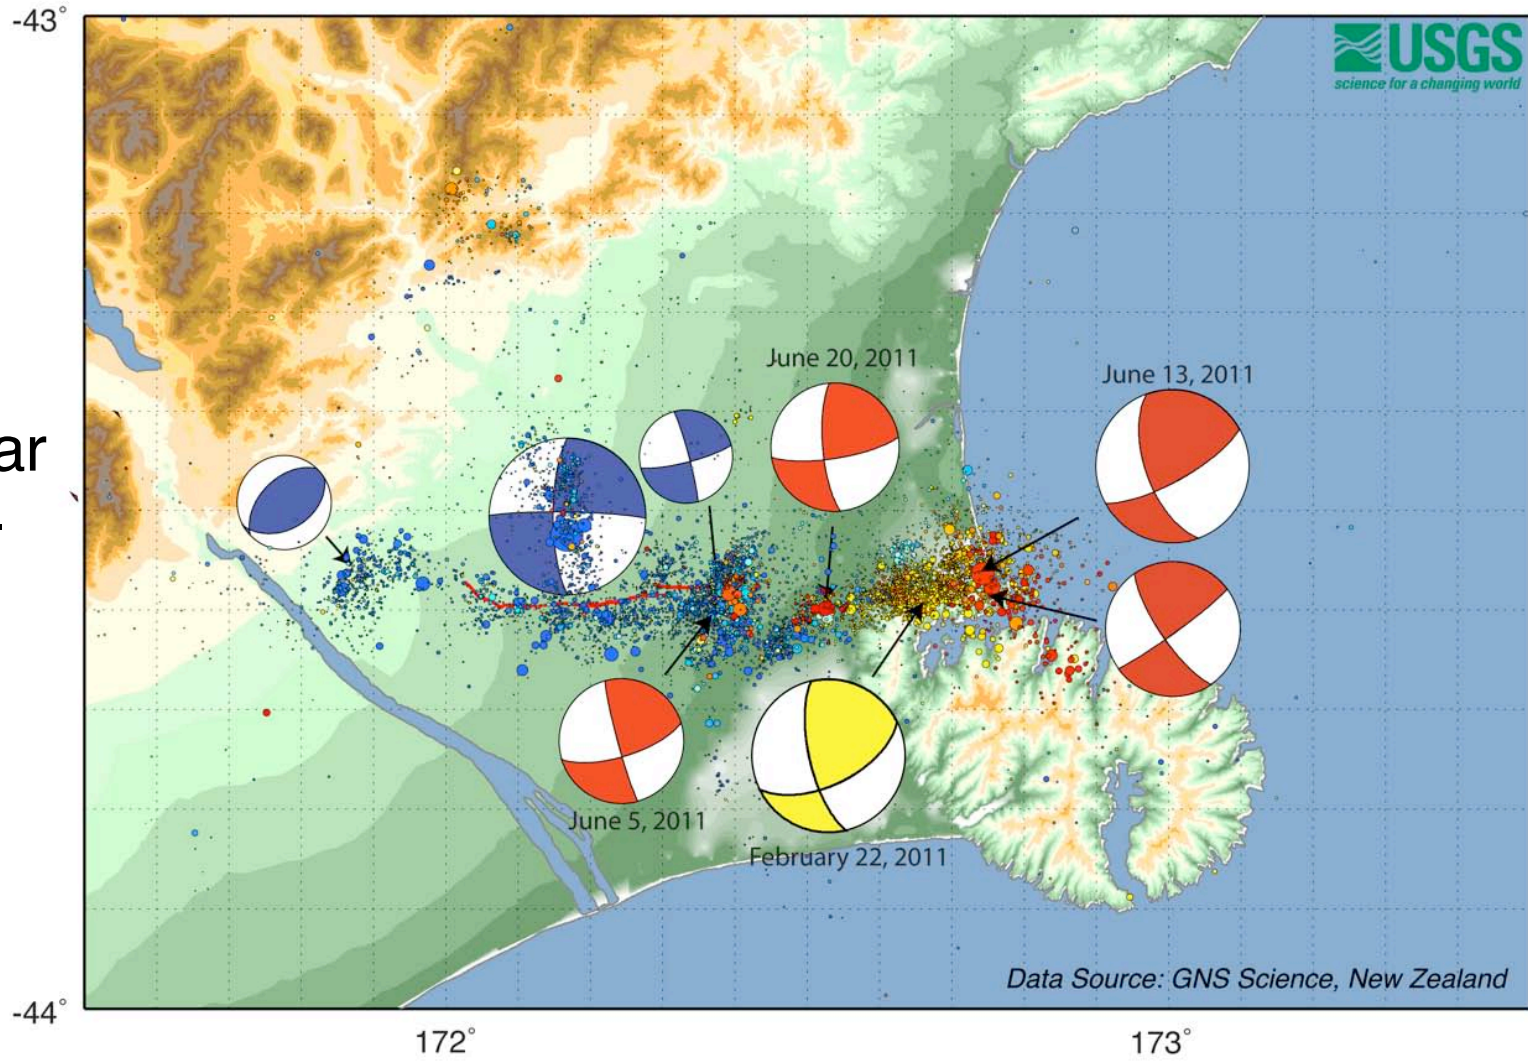 -43°
USGS
science for a changing world
June 20, 2011
June 13, 2011
ar
June 5, 2011
February 22, 2011
Data Source: GNS Science, New Zealand
-44°
172°
173°